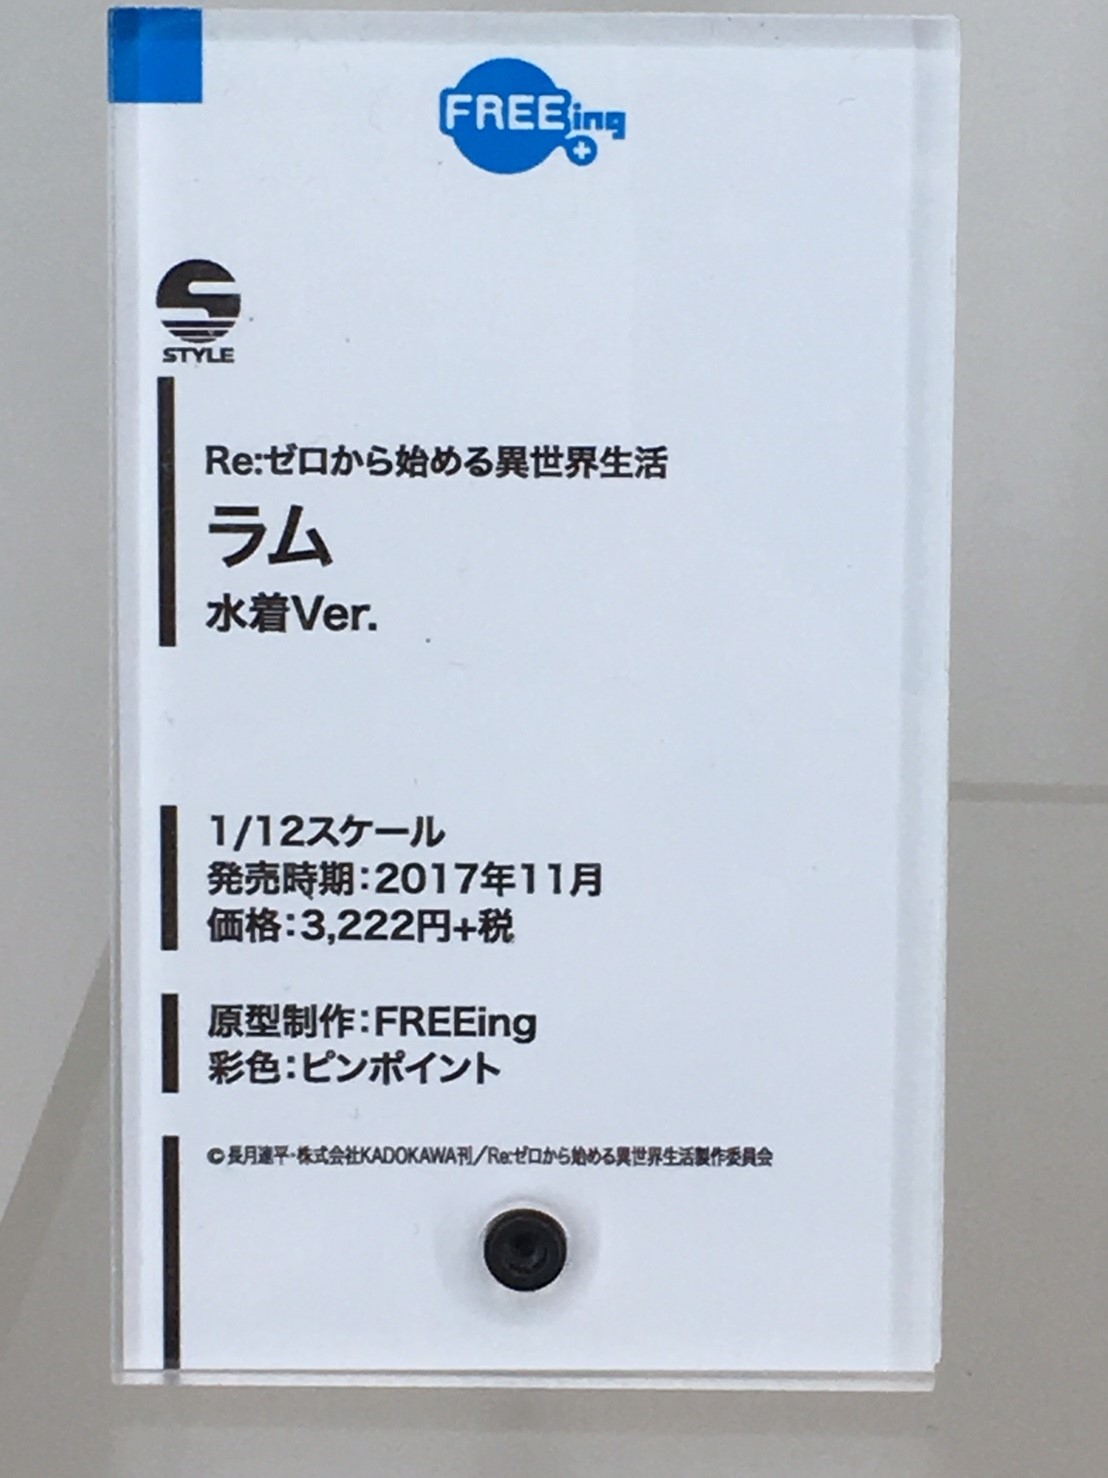 FREEing
S
STYLE
Re:ゼロから始める異世界生活
ラム
水着Ver.
1/12スケール
発売時期：2017年11月
価格：3,222円+税
原型制作：FREEing
彩色：ピンポイント
©長月達平・株式会社KADOKAWA刊／Re:ゼロから始める異世界生活製作委員会